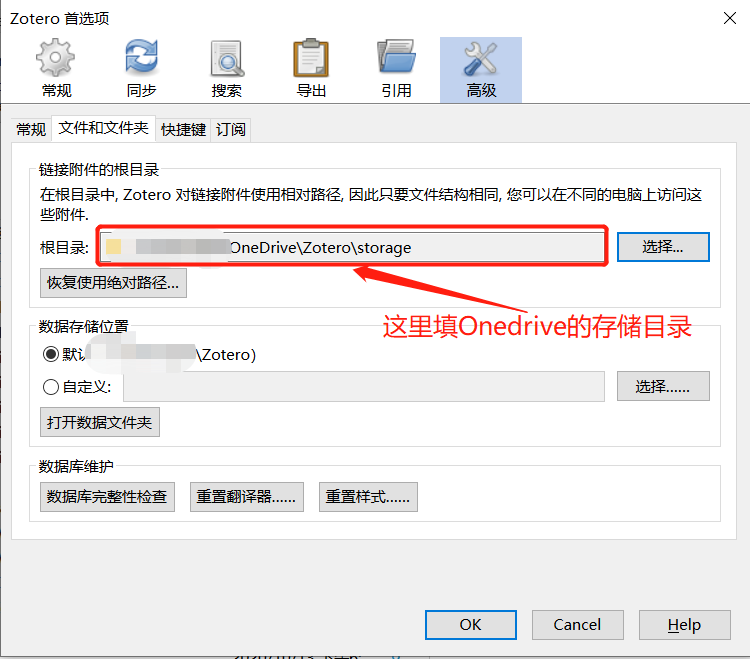 Zotero 首选项
常规 同步 搜索 导出 引用 高级
常规 文件和文件夹 快捷键 订阅
链接附件的根目录
在根目录中, Zotero 对链接附件使用相对路径, 因此只要文件结构相同, 您可以在不同的电脑上访问这
些附件.
根目录: OneDrive\Zotero\storage 选择...
恢复使用绝对路径...
这里填Onedrive的存储目录
数据存储位置
默认 \Zotero)
自定义: 选择......
打开数据文件夹
数据库维护
数据库完整性检查 重置翻译器...... 重置样式......
OK Cancel Help